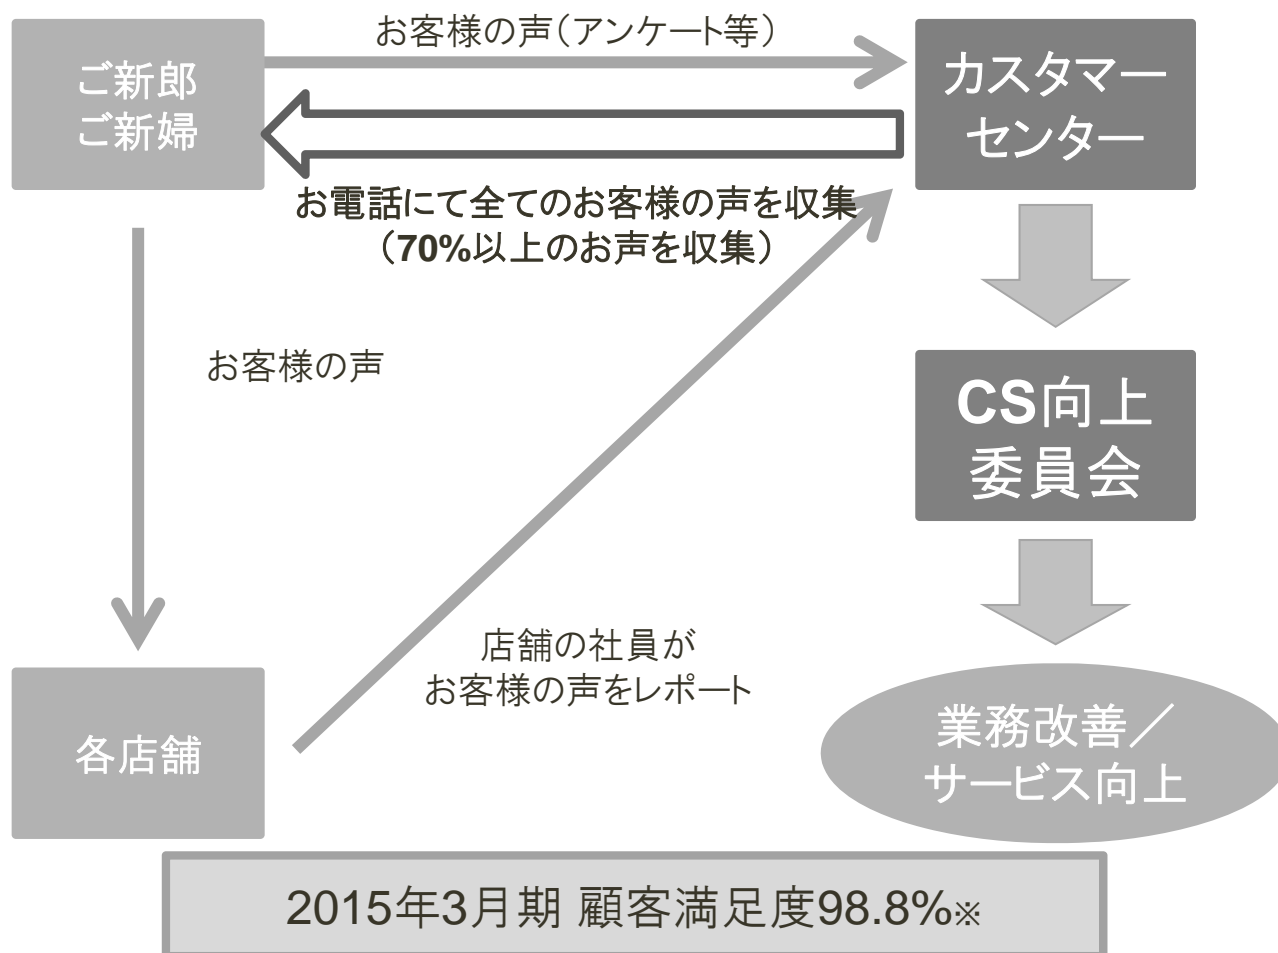 お客様の声（アンケート等）
ご新郎
ご新婦
カスタマー
センター
お電話にて全てのお客様の声を収集
（70%以上のお声を収集）
お客様の声
CS向上
委員会
店舗の社員が
お客様の声をレポート
各店舗
業務改善／
サービス向上
2015年3月期 顧客満足度98.8%※